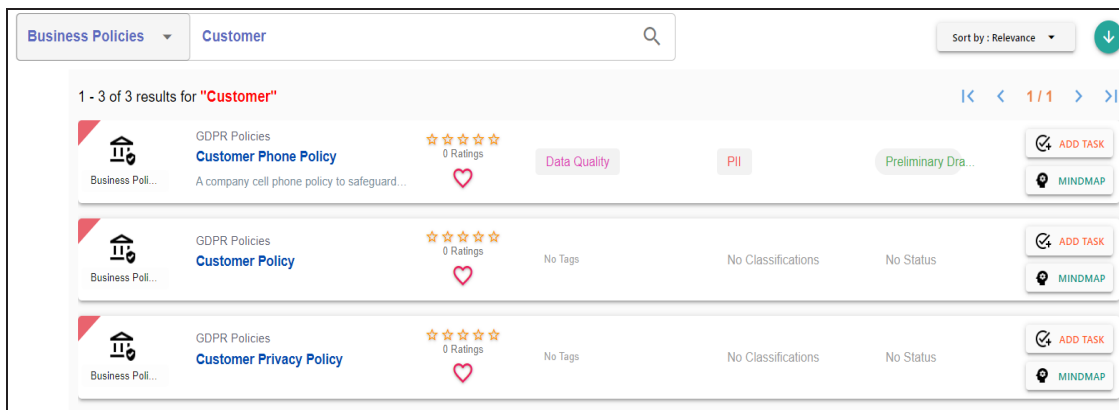 Business Policies
Customer
Sort by : Relevance
1 - 3 of 3 results for "Customer"
1 / 1
Business Poli...
GDPR Policies
Customer Phone Policy
A company cell phone policy to safeguard...
0 Ratings
Data Quality
PII
Preliminary Dra...
ADD TASK
MINDMAP
Business Poli...
GDPR Policies
Customer Policy
0 Ratings
No Tags
No Classifications
No Status
ADD TASK
MINDMAP
Business Poli...
GDPR Policies
Customer Privacy Policy
0 Ratings
No Tags
No Classifications
No Status
ADD TASK
MINDMAP